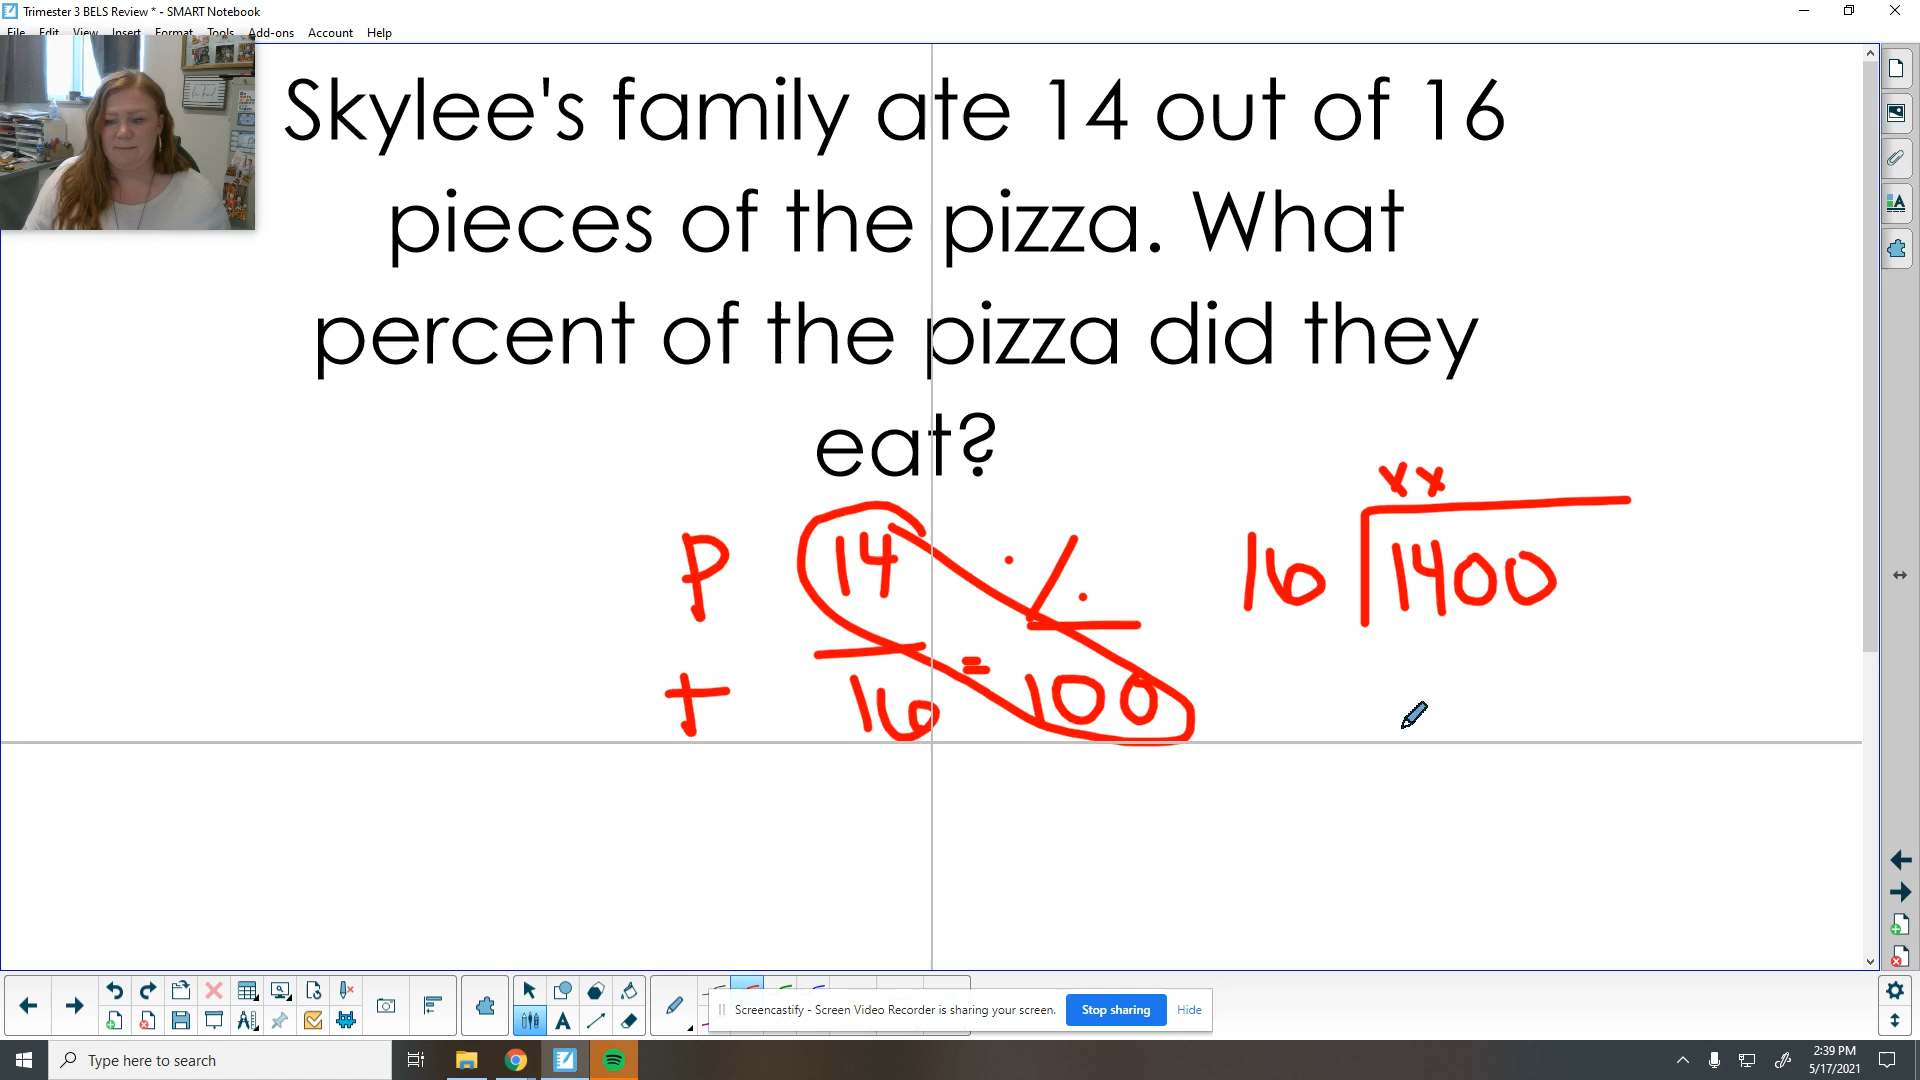 Trimester 3 BELS Review * - SMART Notebook
File Edit View Insert Format Tools Add-ons Account Help
Skylee's family ate 14 out of 16
pieces of the pizza. What
percent of the pizza did they
eat?
x x
P 14 % 16 1400
=
t 16 100
Screencastify - Screen Video Recorder is sharing your screen. Stop sharing Hide
Type here to search
2:39 PM
5/17/2021